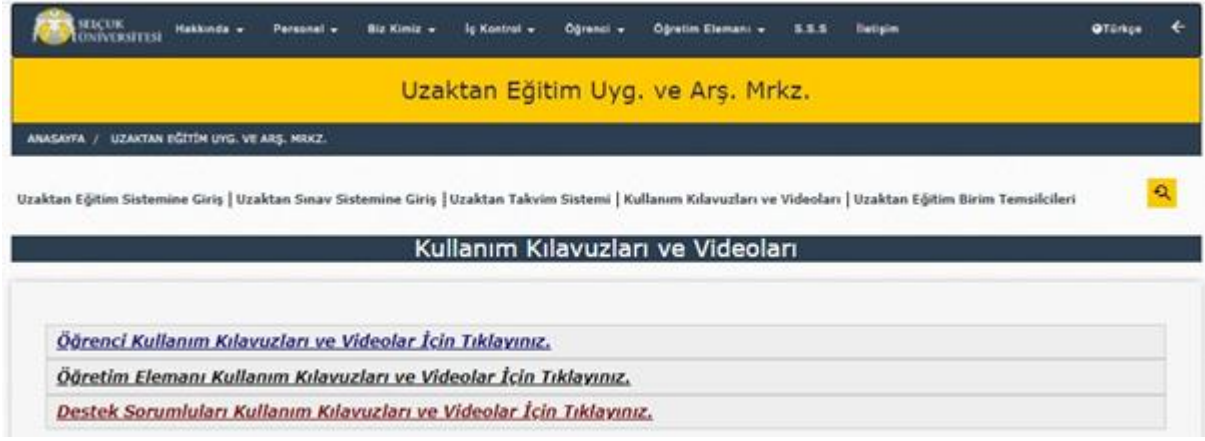 SELÇUK
ÜNİVERSİTESİ
Hakkında Personel Biz Kimiz İç Kontrol Öğrenci Öğretim Elemanı S.S.S İletişim Türkçe
Uzaktan Eğitim Uyg. ve Arş. Mrkz.
ANASAYFA / UZAKTAN EĞİTİM UYG. VE ARŞ. MRKZ.
Uzaktan Eğitim Sistemine Giriş | Uzaktan Sınav Sistemine Giriş | Uzaktan Takvim Sistemi | Kullanım Kılavuzları ve Videoları | Uzaktan Eğitim Birim Temsilcileri
Kullanım Kılavuzları ve Videoları
Öğrenci Kullanım Kılavuzları ve Videolar İçin Tıklayınız.
Öğretim Elemanı Kullanım Kılavuzları ve Videolar İçin Tıklayınız.
Destek Sorumluları Kullanım Kılavuzları ve Videolar İçin Tıklayınız.